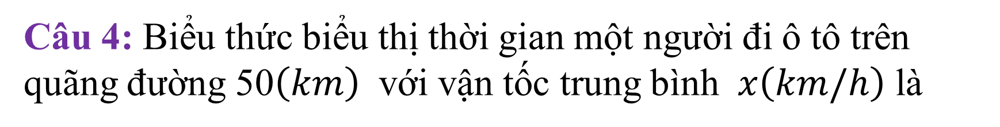 Câu 4: Biểu thức biểu thị thời gian một người đi ô tô trên
quãng đường 50(km) với vận tốc trung bình x(km/h) là